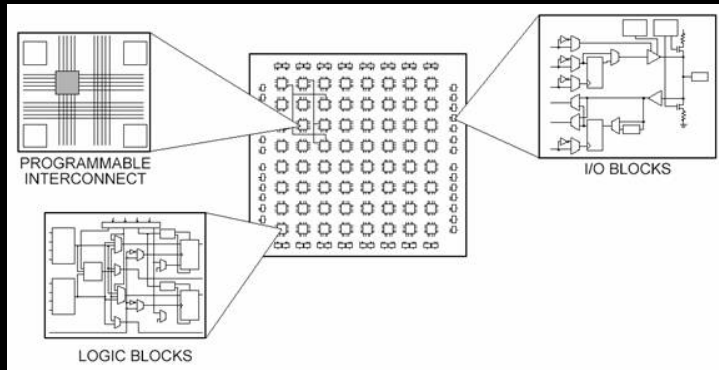 PROGRAMMABLE
INTERCONNECT
I/O BLOCKS
LOGIC BLOCKS